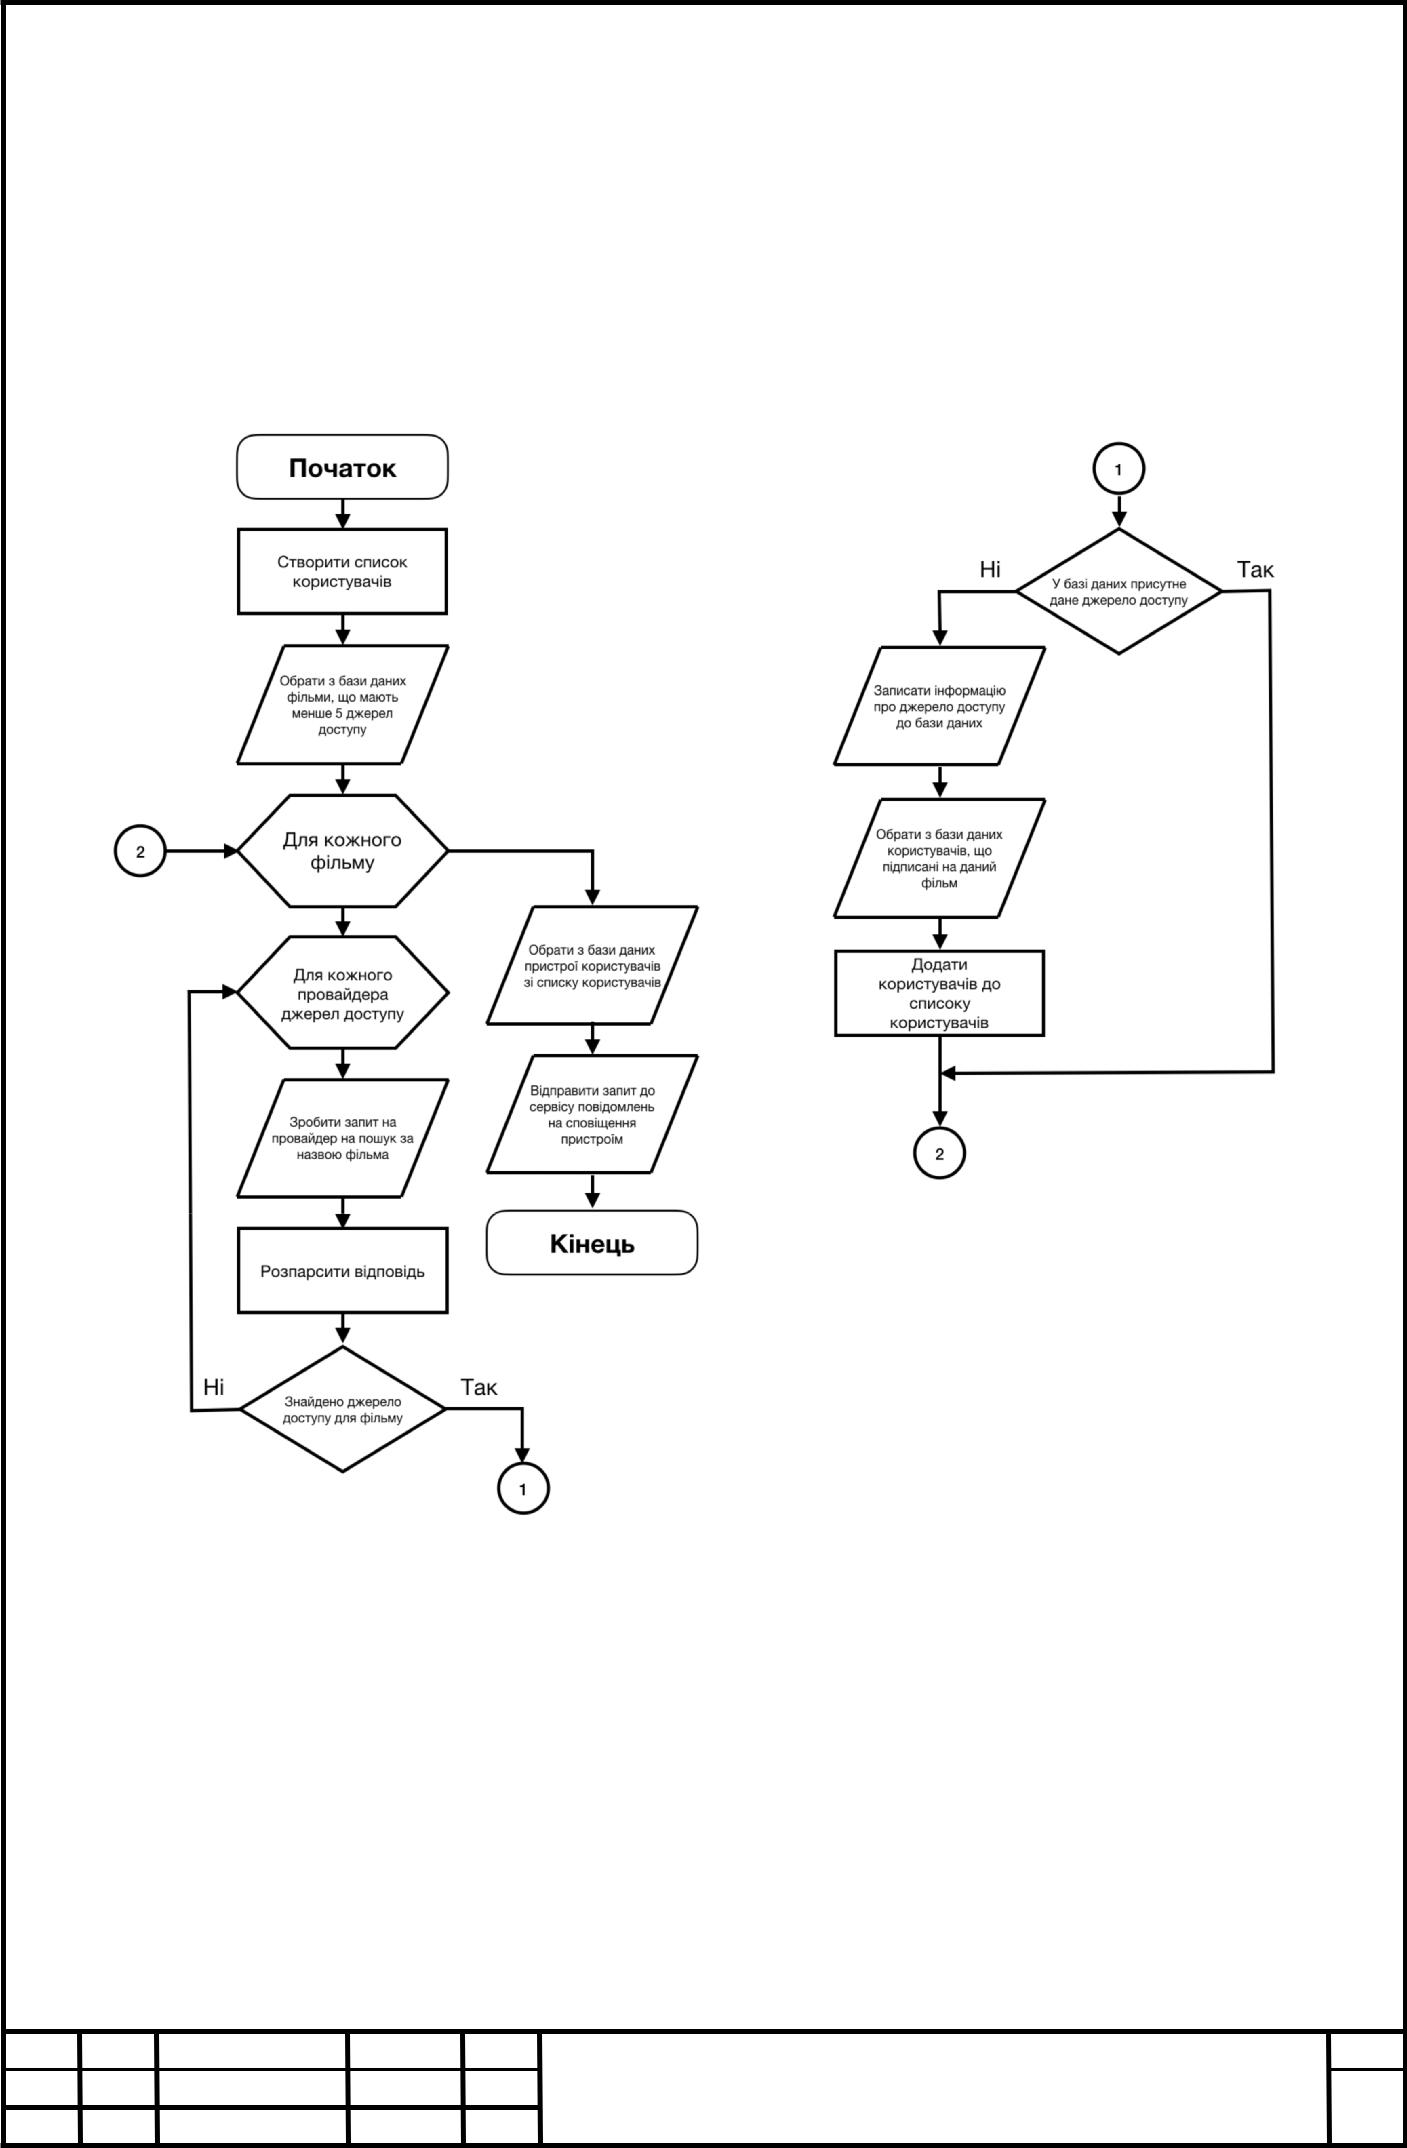 Початок
Створити список
користувачів
Обрати з бази даних
фільми, що мають
менше 5 джерел
доступу
2
Для кожного
фільму
Для кожного
провайдера
джерел доступу
Зробити запит на
провайдер на пошук за
назвою фільма
Розпарсити відповідь
Ні
Знайдено джерело
доступу для фільму
Так
1
Обрати з бази даних
пристрої користувачів
зі списку користувачів
Відправити запит до
сервісу повідомлень
на сповіщення
пристроїм
Кінець
1
Ні
У базі даних присутне
дане джерело доступу
Так
Записати інформацію
про джерело доступу
до бази даних
Обрати з бази даних
користувачів, що
підписані на даний
фільм
Додати
користувачів до
списоку
користувачів
2